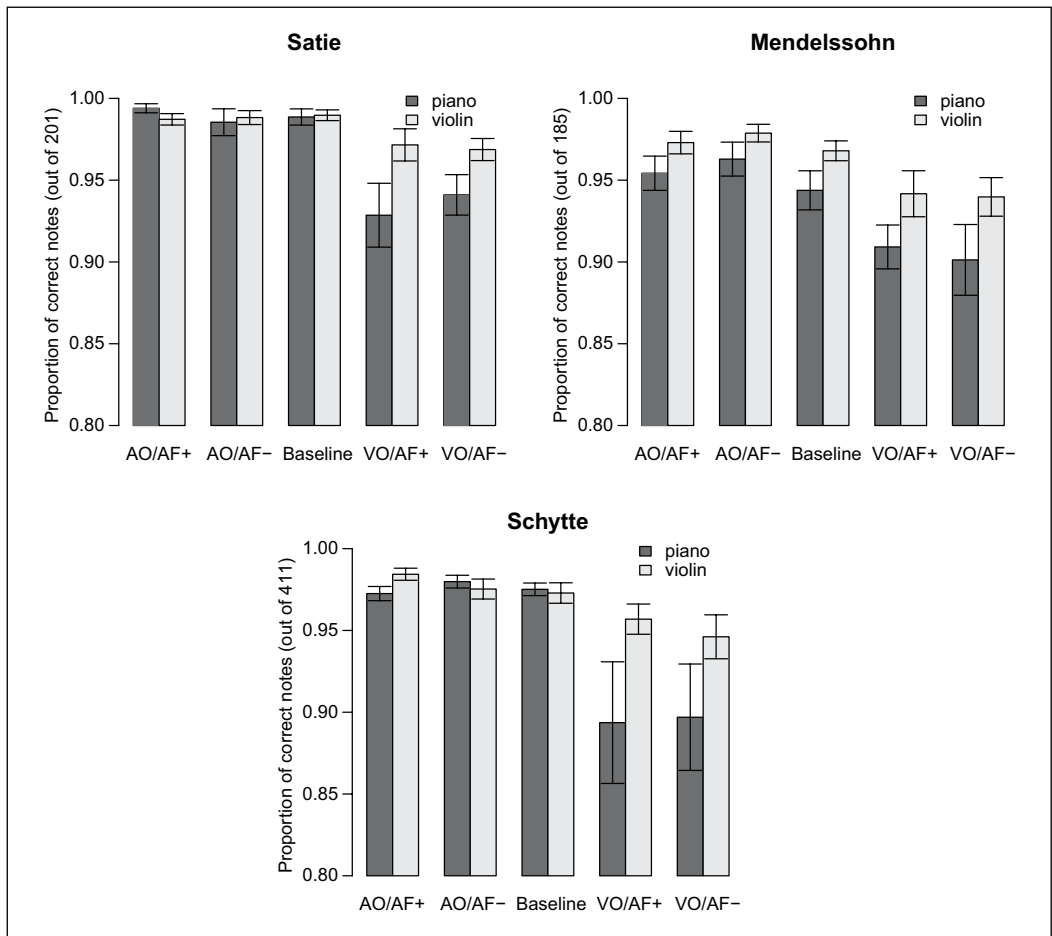 Satie
Proportion of correct notes (out of 201)
1.00
0.95
0.90
0.85
0.80
piano
violin
AO/AF+ AO/AF− Baseline VO/AF+ VO/AF−
Mendelssohn
Proportion of correct notes (out of 185)
1.00
0.95
0.90
0.85
0.80
piano
violin
AO/AF+ AO/AF− Baseline VO/AF+ VO/AF−
Schytte
Proportion of correct notes (out of 411)
1.00
0.95
0.90
0.85
0.80
piano
violin
AO/AF+ AO/AF− Baseline VO/AF+ VO/AF−